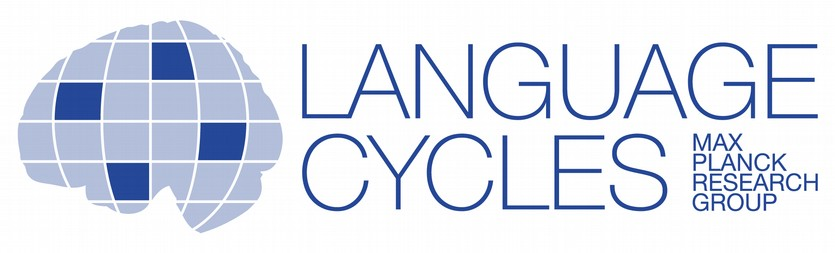 LANGUAGE
CYCLES
MAX
PLANCK
RESEARCH
GROUP